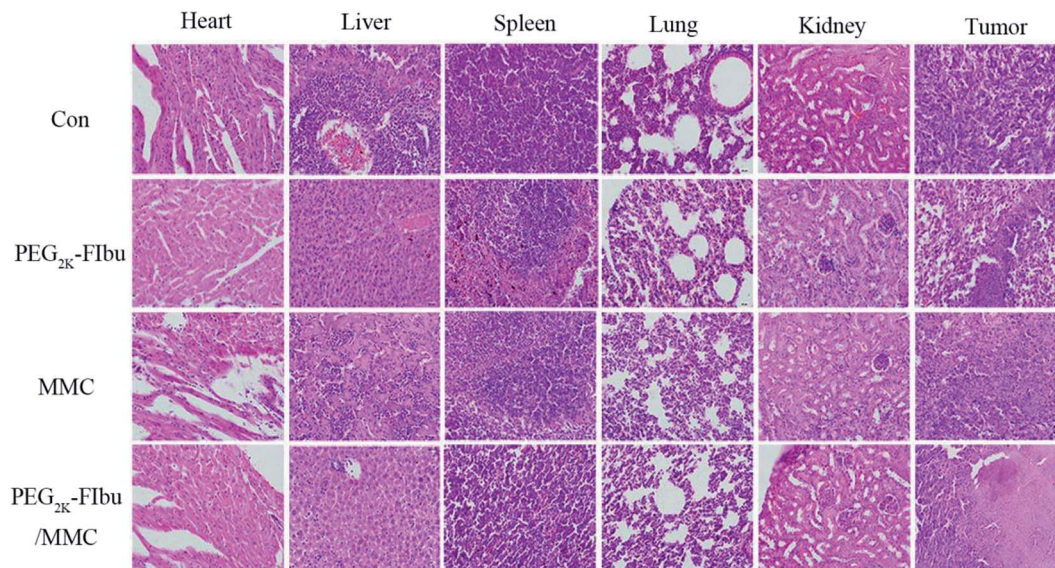 Heart Liver Spleen Lung Kidney Tumor
Con
PEG2K-FIbu
MMC
PEG2K-FIbu
/MMC